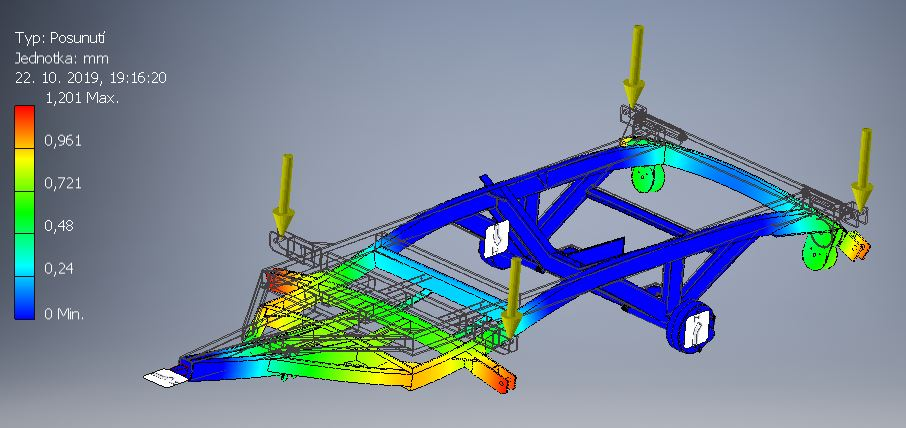 Typ: Posunutí
Jednotka: mm
22. 10. 2019, 19:16:20
1,201 Max.
0,961
0,721
0,48
0,24
0 Min.